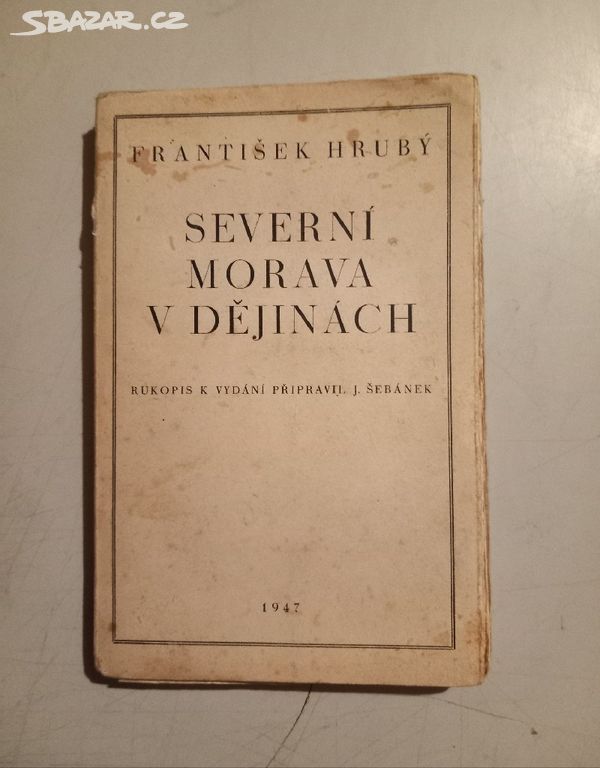 SBAZAR.CZ
FRANTIŠEK HRUBÝ
SEVERNÍ
MORAVA
V DĚJINÁCH
RUKOPIS K VYDÁNÍ PŘIPRAVIL J. ŠEBÁNEK
1947